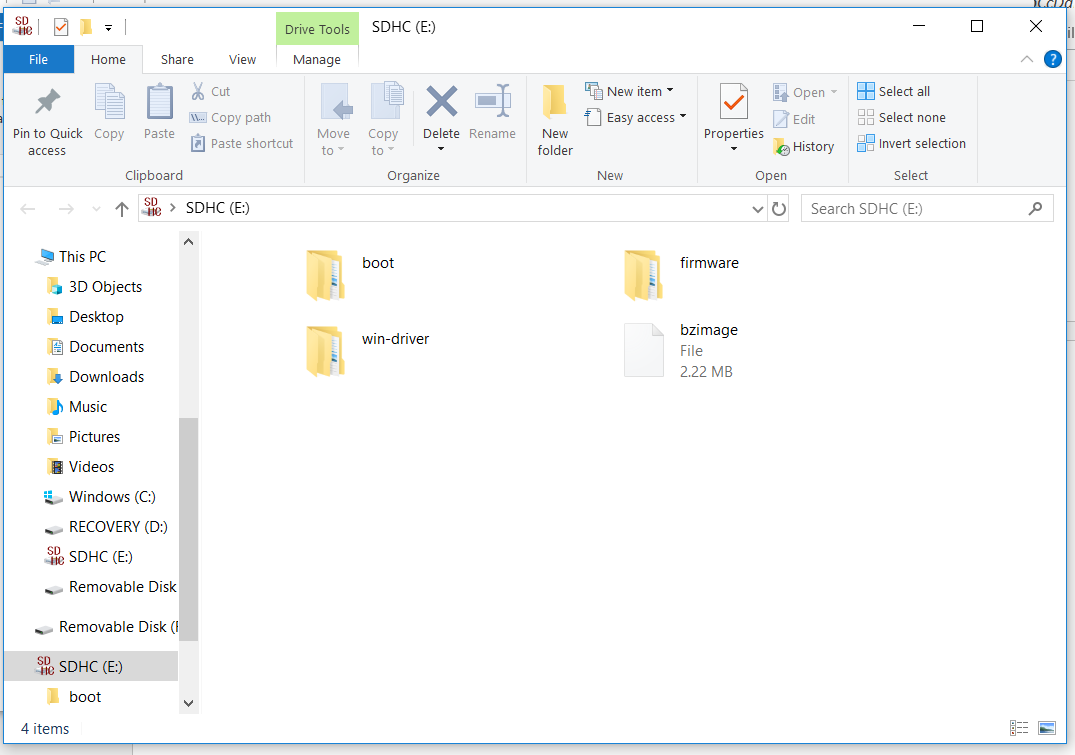 SDHC (E:)
Drive Tools
File
Home
Share
View
Manage
Pin to Quick access
Copy
Paste
Cut
Copy path
Paste shortcut
Clipboard
Move to
Copy to
Delete
Rename
Organize
New folder
New item
Easy access
New
Properties
Open
Edit
History
Open
Select all
Select none
Invert selection
Select
SDHC (E:)
Search SDHC (E:)
This PC
3D Objects
Desktop
Documents
Downloads
Music
Pictures
Videos
Windows (C:)
RECOVERY (D:)
SD
HC
SDHC (E:)
Removable Disk
Removable Disk (
SDHC (E:)
boot
boot
firmware
win-driver
bzimage
File
2.22 MB
4 items